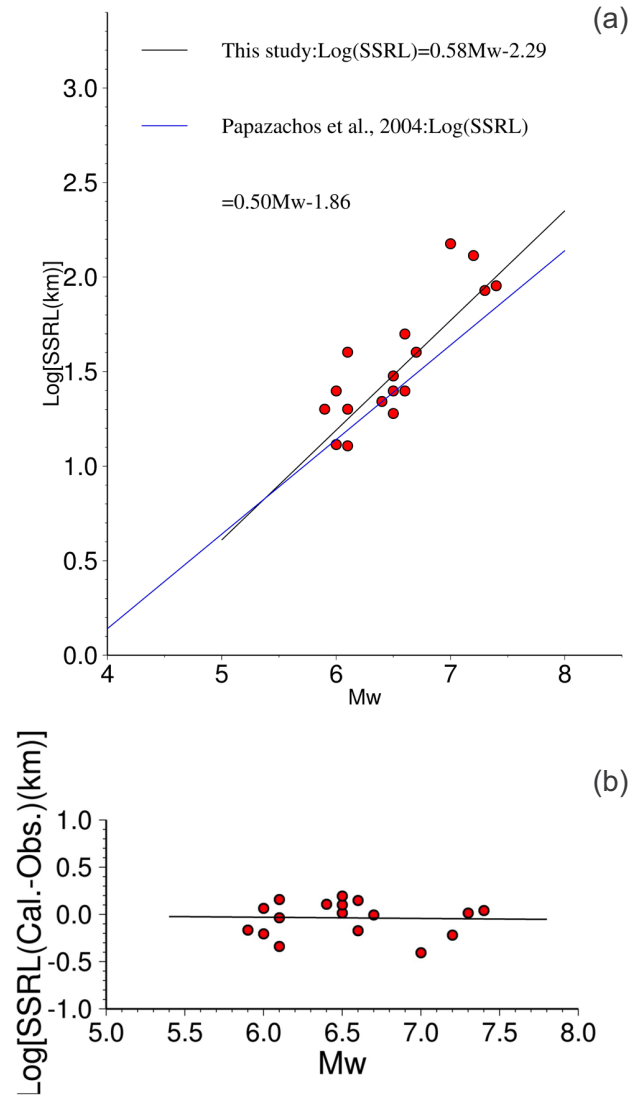 (a)
This study:Log(SSRL)=0.58Mw-2.29
Papazachos et al., 2004:Log(SSRL)
=0.50Mw-1.86
Log[SSRL(km)]
3.0
2.5
2.0
1.5
1.0
0.5
0.0
4 5 6 7 8
Mw
(b)
Log[SSRL(Cal.-Obs.)(km)]
1.0
0.5
0.0
-0.5
-1.0
5.0 5.5 6.0 6.5 7.0 7.5 8.0
Mw